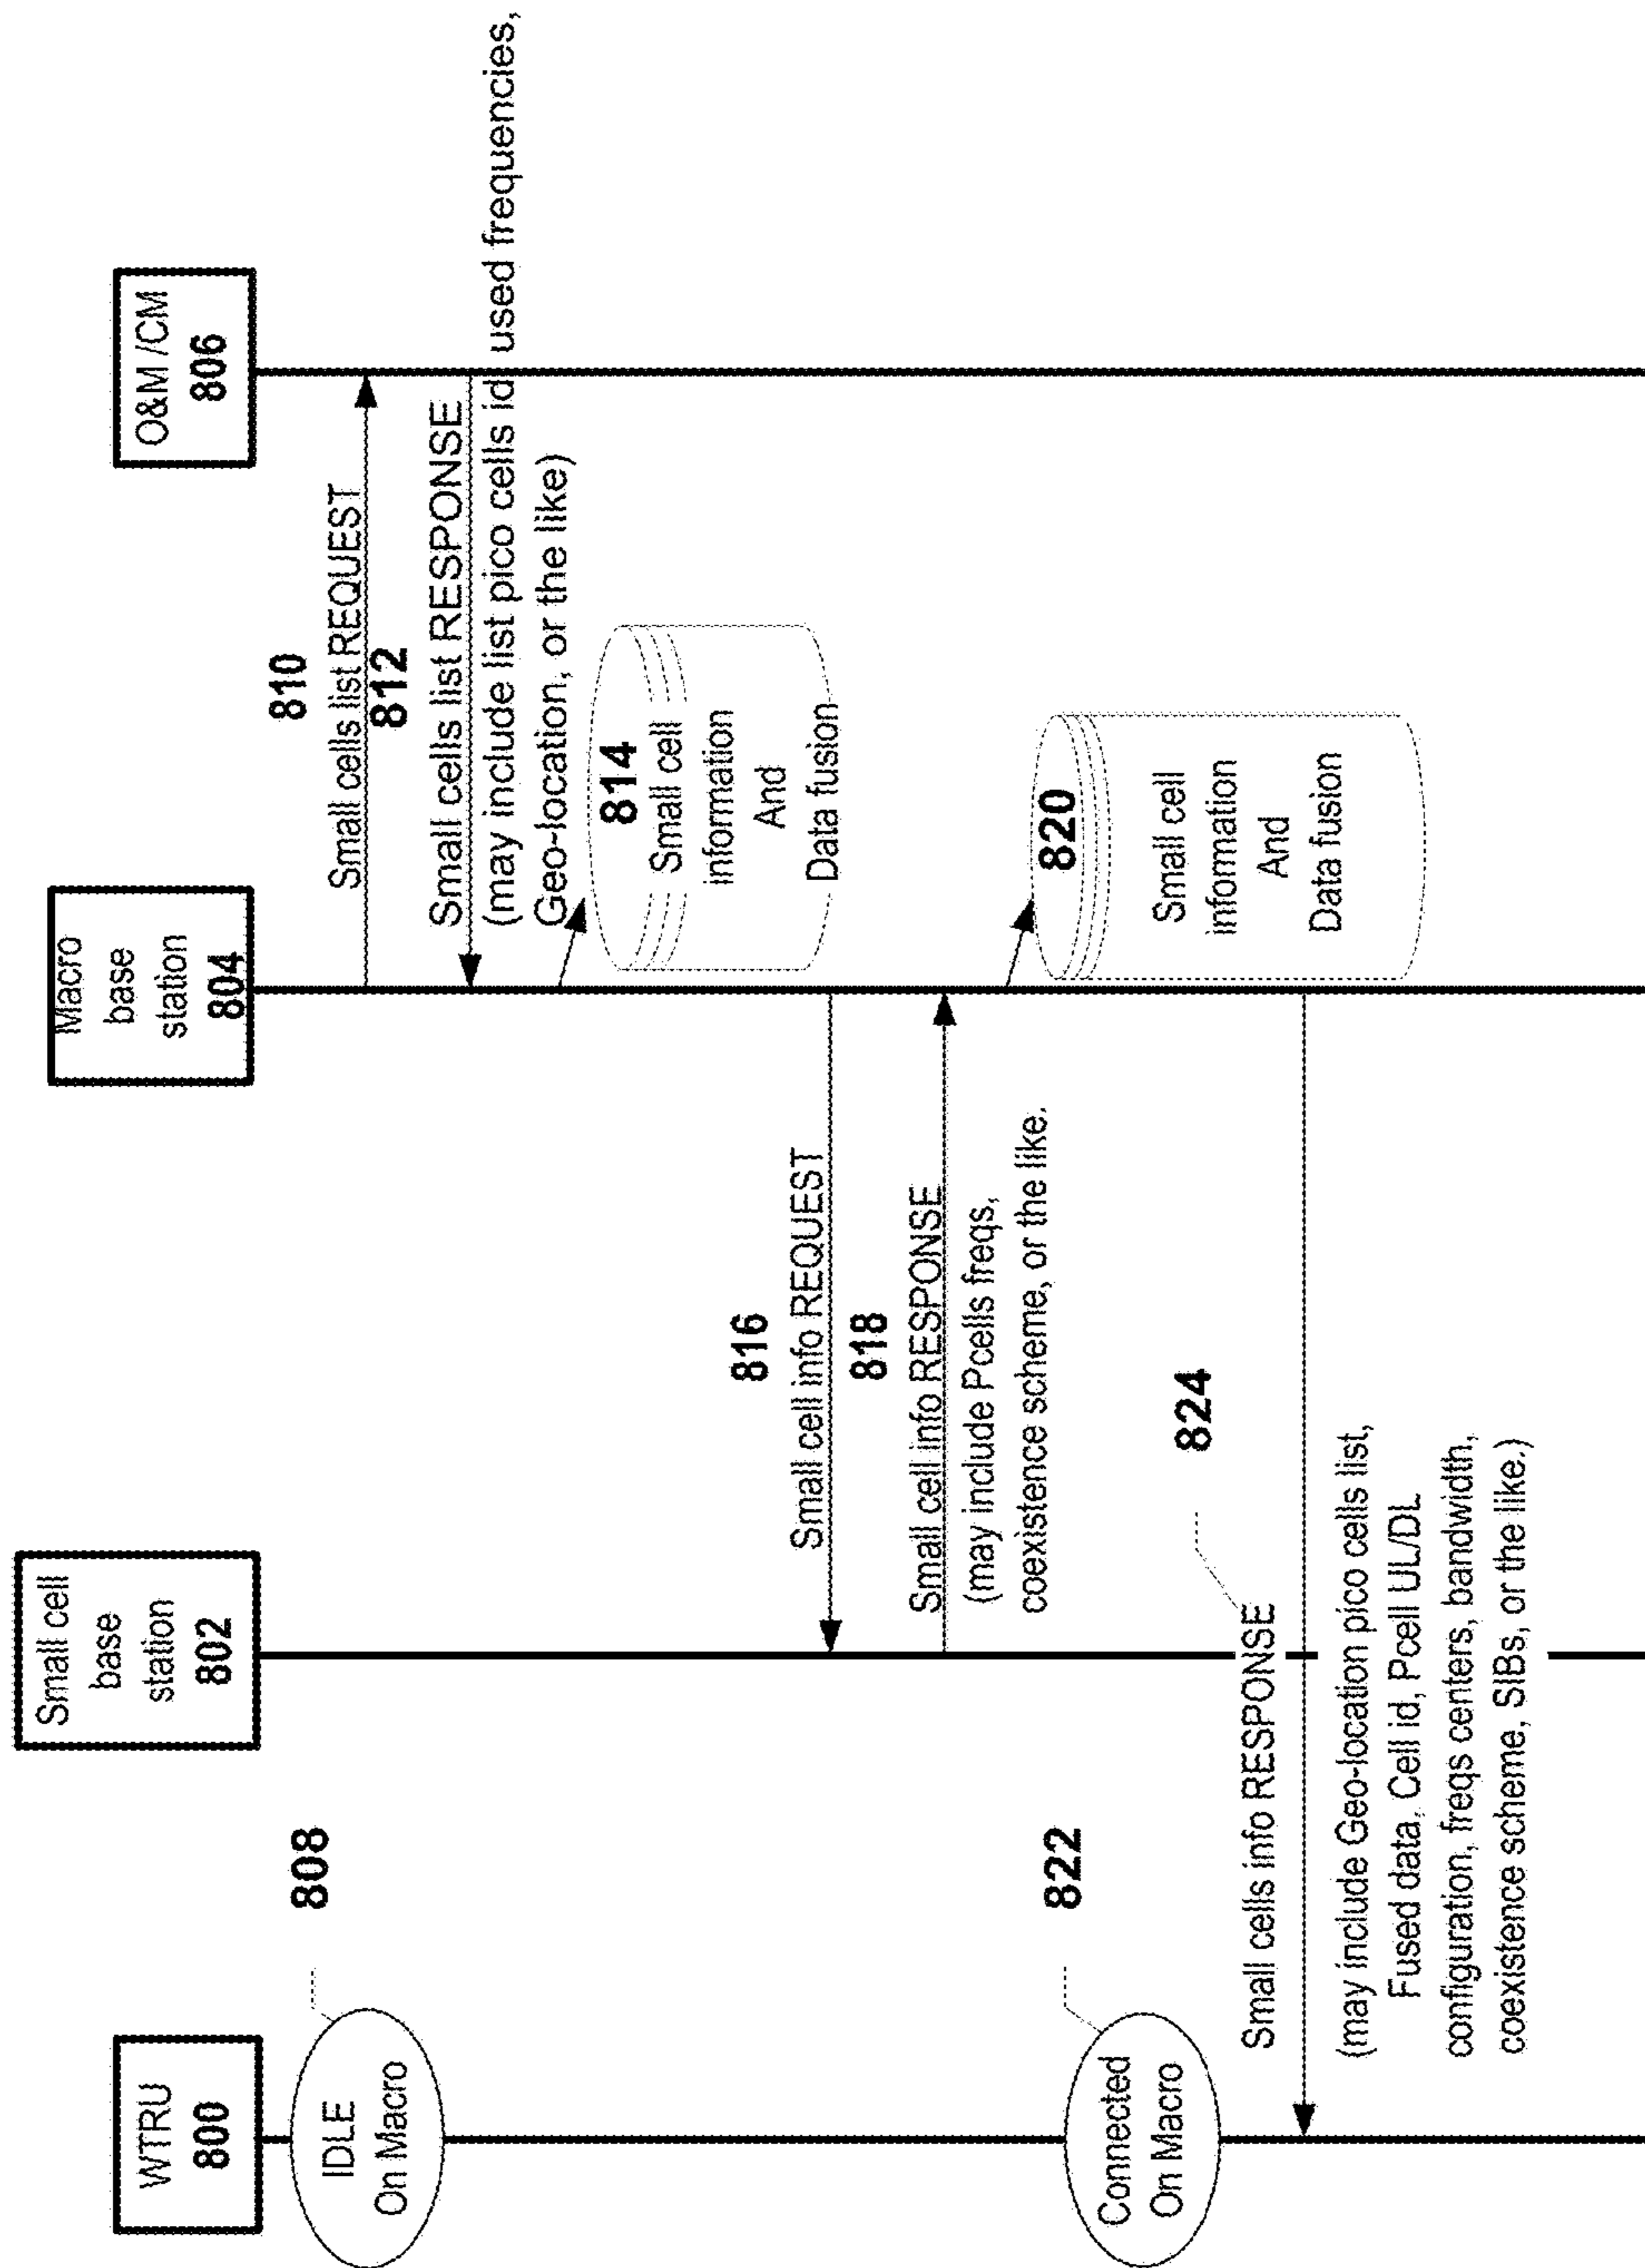 WTRU
800
Small cell
base
station
802
Macro
base
station
804
O&M /CM
806
IDLE
On Macro
808
810
Small cells list REQUEST
812
Small cells list RESPONSE
(may include list pico cells id used frequencies,
Geo-location, or the like)
814
Small cell
information
And
Data fusion
816
Small cell info REQUEST
818
Small cell info RESPONSE
(may include Pcells freqs,
coexistence scheme, or the like.
820
Small cell
information
And
Data fusion
Connected
On Macro
822
824
Small cells info RESPONSE
(may include Geo-location pico cells list,
Fused data, Cell id, Pcell UL/DL
configuration, freqs centers, bandwidth,
coexistence scheme, SIBs, or the like.)